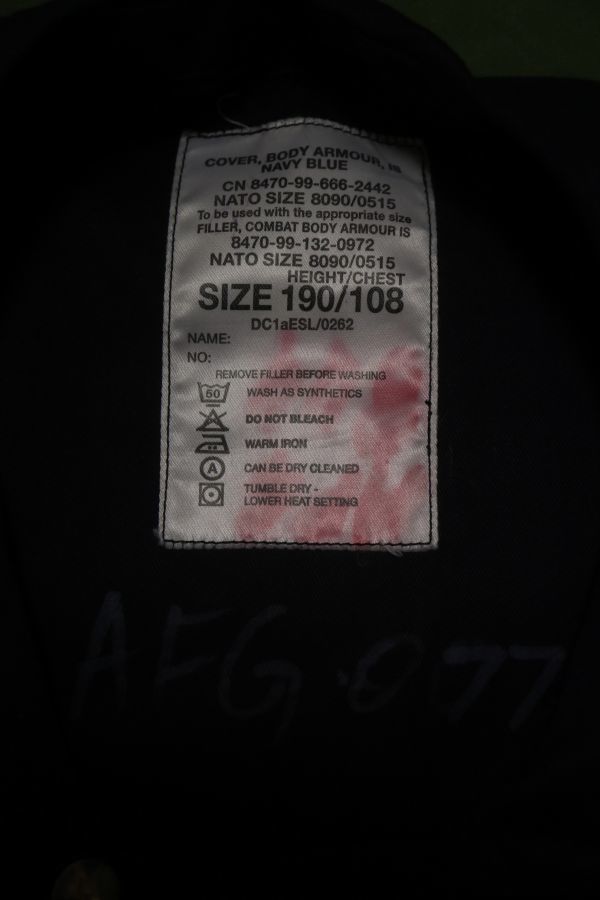 COVER, BODY ARMOUR, IS
NAVY BLUE
CN 8470-99-666-2442
NATO SIZE 8090/0515
To be used with the appropriate size
FILLER, COMBAT BODY ARMOUR IS
8470-99-132-0972
NATO SIZE 8090/0515
HEIGHT/CHEST
SIZE 190/108
DC1aESL/0262
NAME:
NO:
REMOVE FILLER BEFORE WASHING
50 WASH AS SYNTHETICS
DO NOT BLEACH
WARM IRON
A CAN BE DRY CLEANED
TUMBLE DRY -
LOWER HEAT SETTING
AFG.077